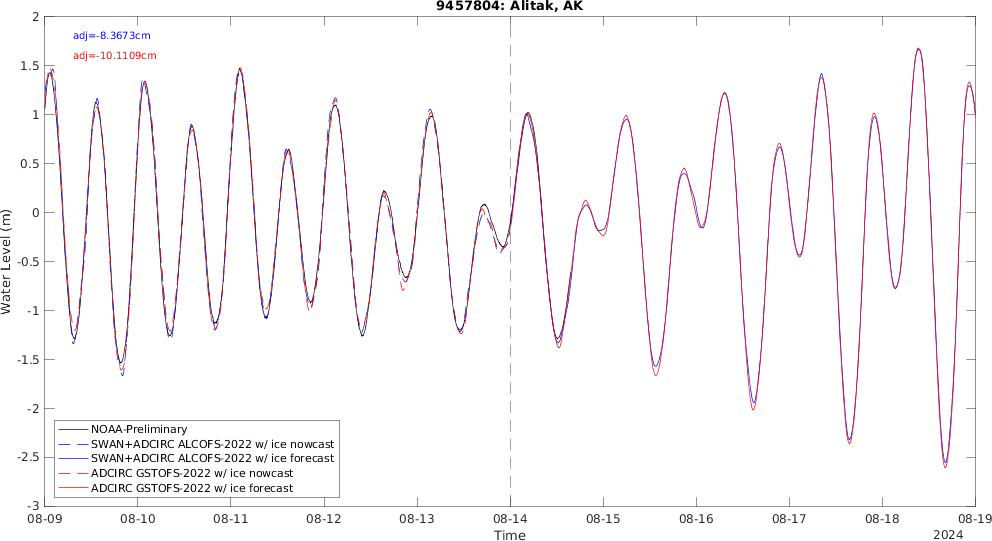 9457804: Alitak, AK
adj=-8.3673cm
adj=-10.1109cm
2
1.5
1
0.5
0
-0.5
-1
-1.5
-2
-2.5
-3
Water Level (m)
NOAA-Preliminary
SWAN+ADCIRC ALCOFS-2022 w/ ice nowcast
SWAN+ADCIRC ALCOFS-2022 w/ ice forecast
ADCIRC GSTOFS-2022 w/ ice nowcast
ADCIRC GSTOFS-2022 w/ ice forecast
08-09 08-10 08-11 08-12 08-13 08-14 08-15 08-16 08-17 08-18 08-19
Time
2024